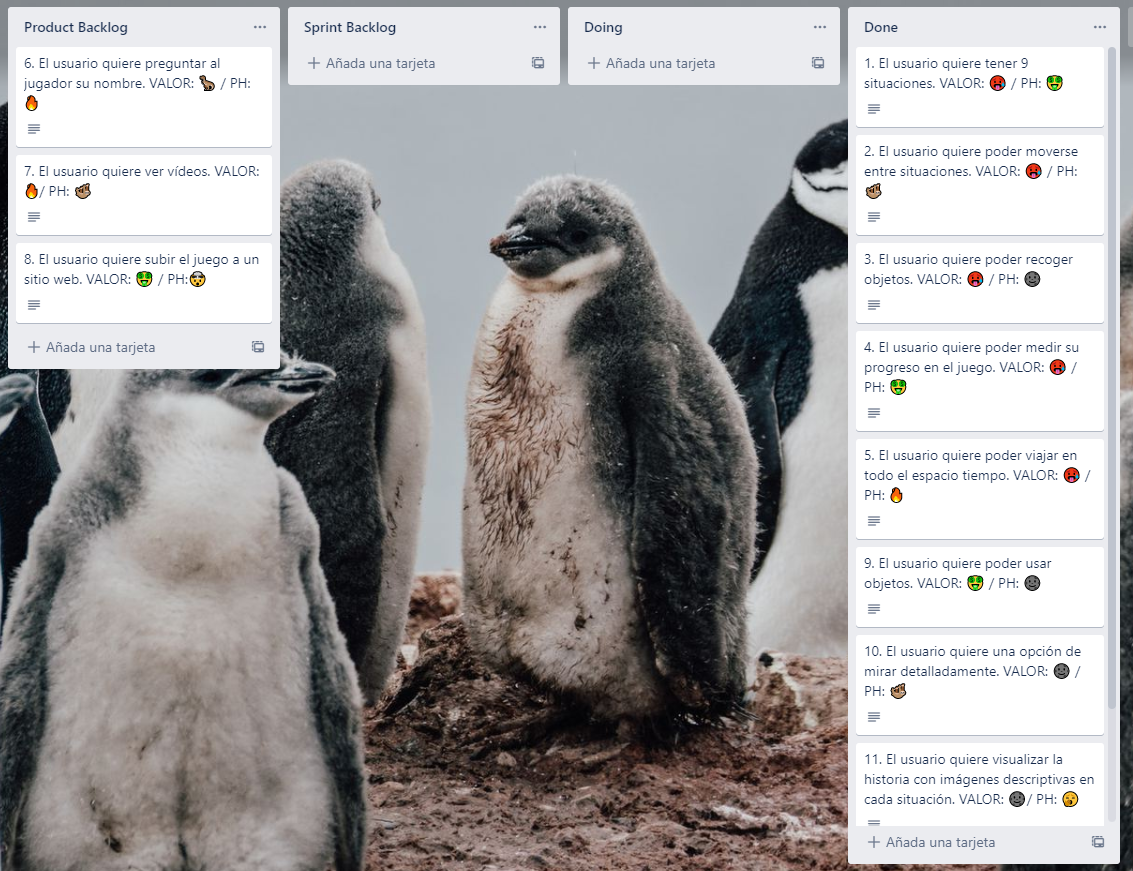 Product Backlog
6. El usuario quiere preguntar al
jugador su nombre. VALOR: 🐕 / PH:
🔥
7. El usuario quiere ver vídeos. VALOR:
🔥/ PH: 🤏🏽
8. El usuario quiere subir el juego a un
sitio web. VALOR: 🤑 / PH:🤯
+ Añada una tarjeta
Sprint Backlog
+ Añada una tarjeta
Doing
+ Añada una tarjeta
Done
1. El usuario quiere tener 9
situaciones. VALOR: 🥵 / PH: 🤑
2. El usuario quiere poder moverse
entre situaciones. VALOR: 🥵 / PH:
🤏🏽
3. El usuario quiere poder recoger
objetos. VALOR: 🥵 / PH: 🌚
4. El usuario quiere poder medir su
progreso en el juego. VALOR: 🥵 /
PH: 🤑
5. El usuario quiere poder viajar en
todo el espacio tiempo. VALOR: 🥵 /
PH: 🔥
9. El usuario quiere poder usar
objetos. VALOR: 🤑 / PH: 🌚
10. El usuario quiere una opción de
mirar detalladamente. VALOR: 🌚 /
PH: 🤏🏽
11. El usuario quiere visualizar la
historia con imágenes descriptivas en
cada situación. VALOR: 🌚/ PH: 😗
+ Añada una tarjeta